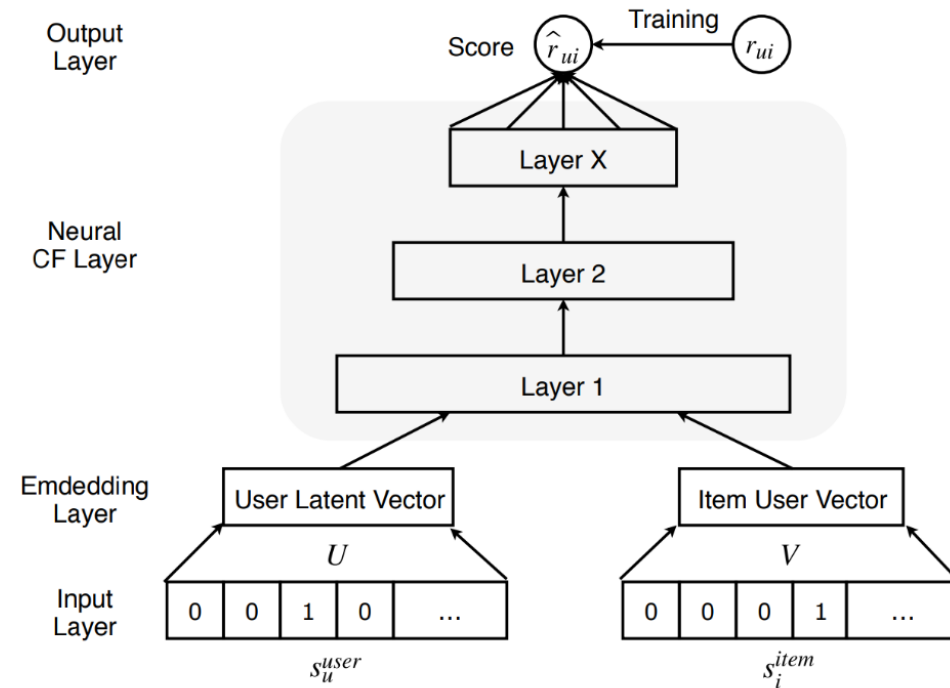 Output
Layer
Score
r̂ui
Training
rui
Layer X
Neural
CF Layer
Layer 2
Layer 1
Emdedding
Layer
User Latent Vector
Item User Vector
U
V
Input
Layer
0 0 1 0 ...
0 0 0 1 ...
s_u^user
s_i^item